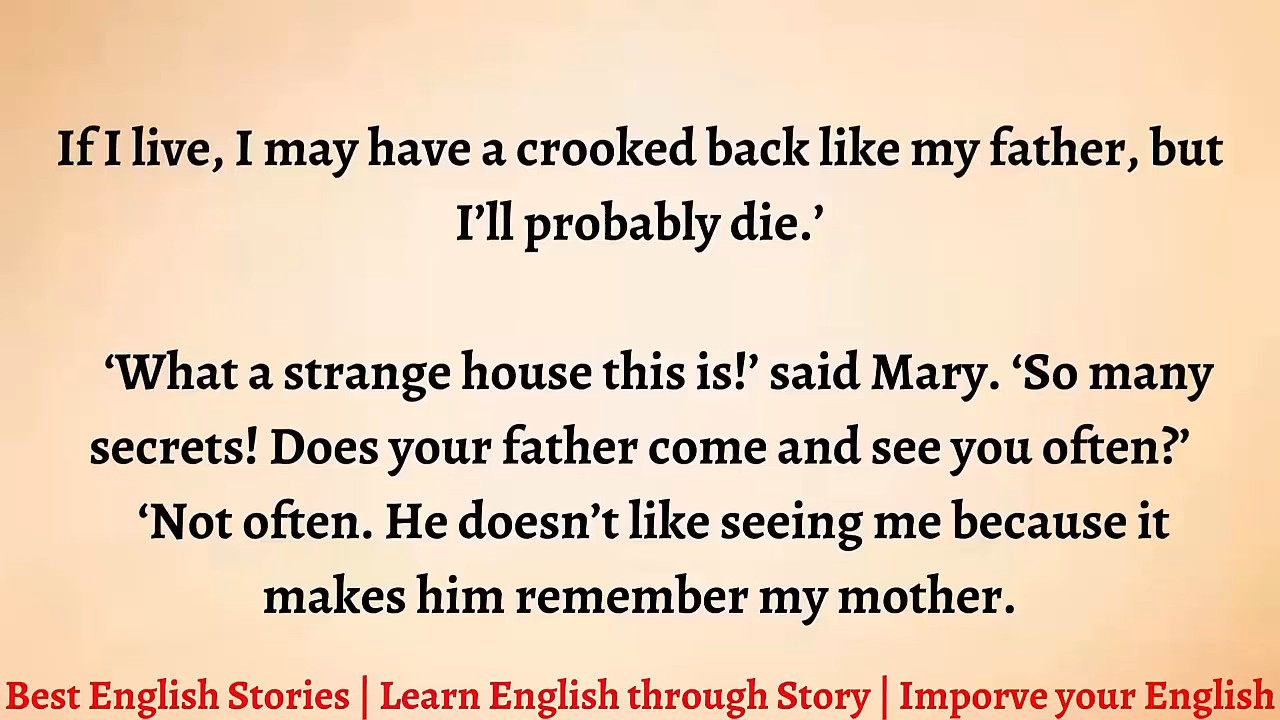 If I live, I may have a crooked back like my father, but
I’ll probably die.’
‘What a strange house this is!’ said Mary. ‘So many
secrets! Does your father come and see you often?’
‘Not often. He doesn’t like seeing me because it
makes him remember my mother.
Best English Stories | Learn English through Story | Imporve your English